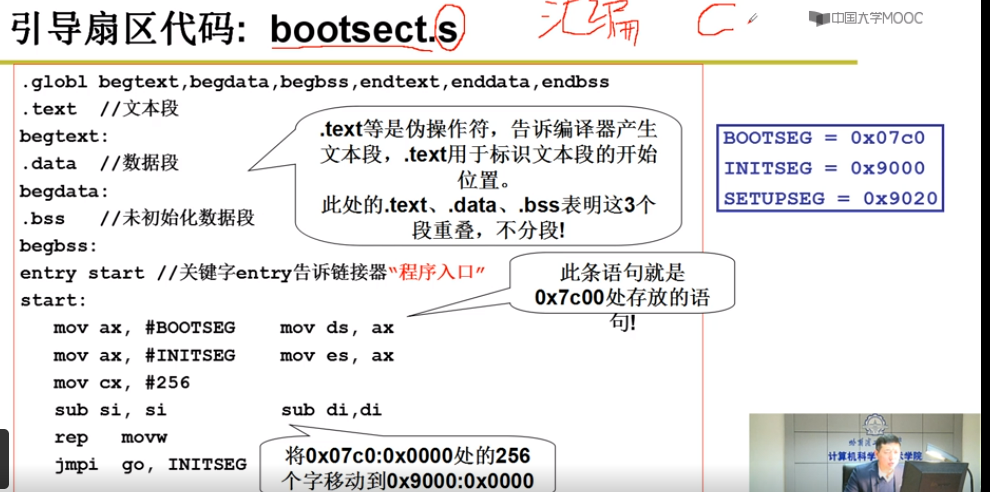 引导扇区代码: bootsect.s
汇编 C
中国大学MOOC
.globl begtext,begdata,begbss,endtext,enddata,endbss
.text //文本段
begtext:
.data //数据段
begdata:
.bss //未初始化数据段
begbss:
entry start //关键字entry告诉链接器“程序入口”
start:
mov ax, #BOOTSEG mov ds, ax
mov ax, #INITSEG mov es, ax
mov cx, #256
sub si, si sub di,di
rep movw
jmpi go, INITSEG
.text等是伪操作符，告诉编译器产生
文本段，.text用于标识文本段的开始
位置。
此处的.text、.data、.bss表明这3个
段重叠，不分段!
此条语句就是
0x7c00处存放的语
句!
将0x07c0:0x0000处的256
个字移动到0x9000:0x0000
BOOTSEG = 0x07c0
INITSEG = 0x9000
SETUPSEG = 0x9020
计算机科学 术学院